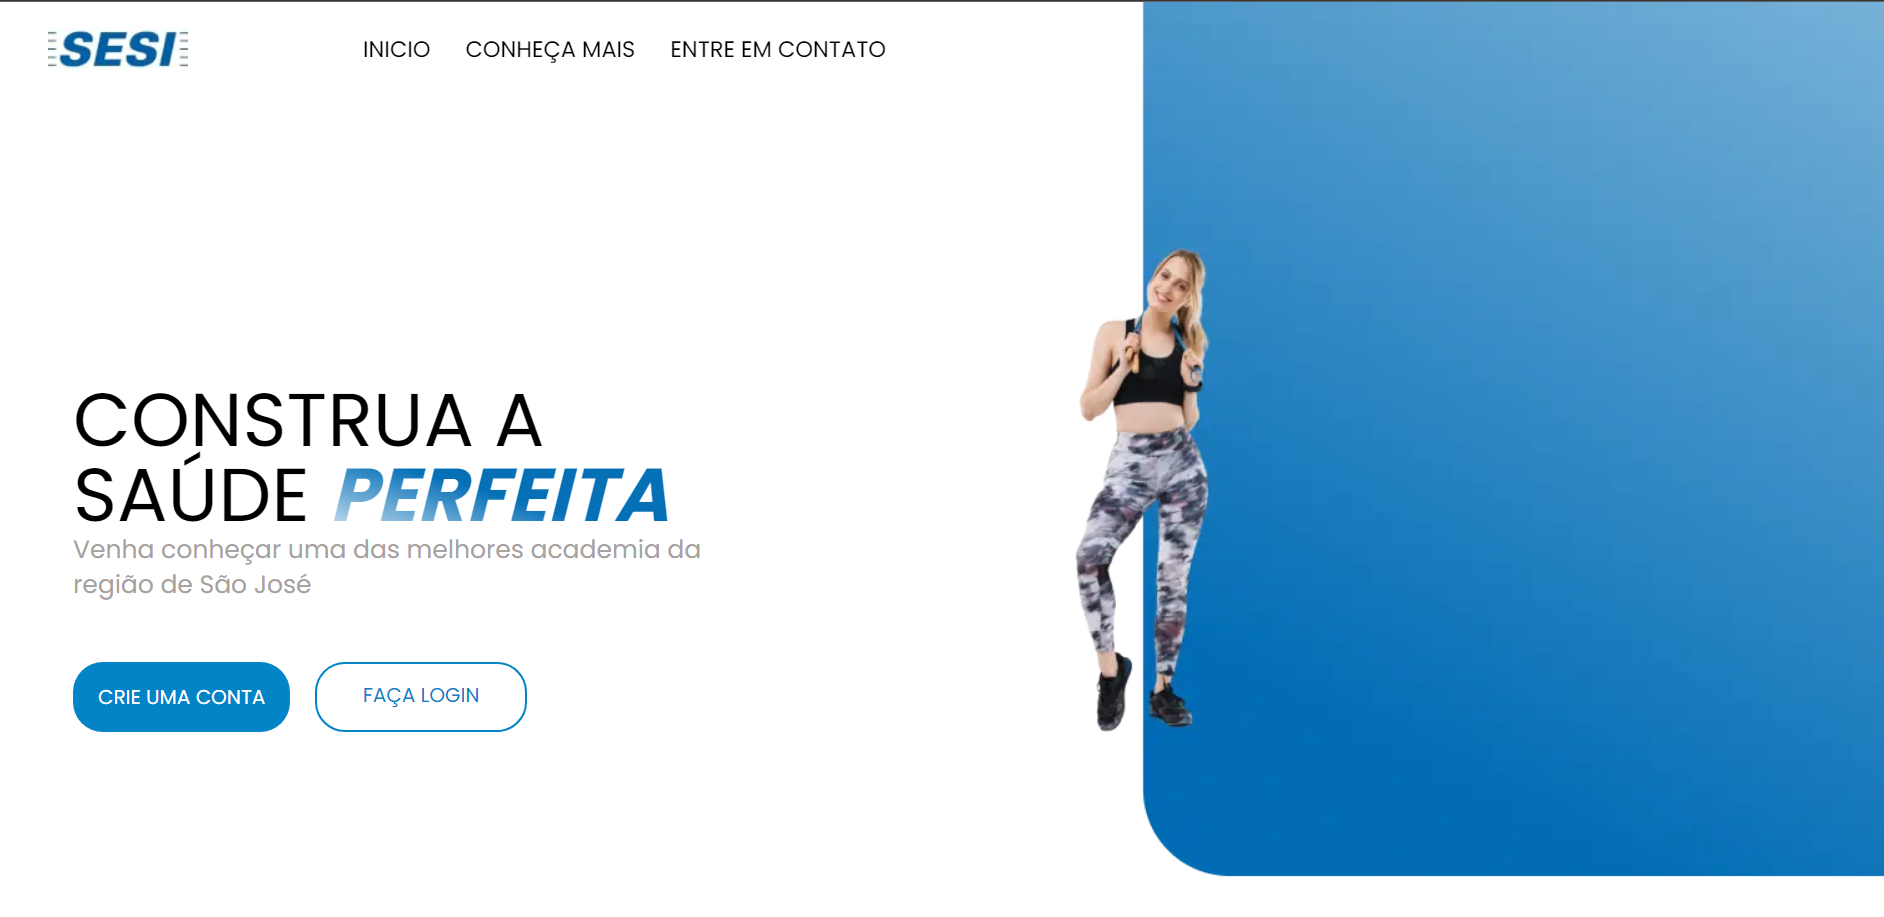 SESI
INICIO CONHEÇA MAIS ENTRE EM CONTATO
CONSTRUA A
SAÚDE PERFEITA
Venha conheçar uma das melhores academia da
região de São José
CRIE UMA CONTA FAÇA LOGIN